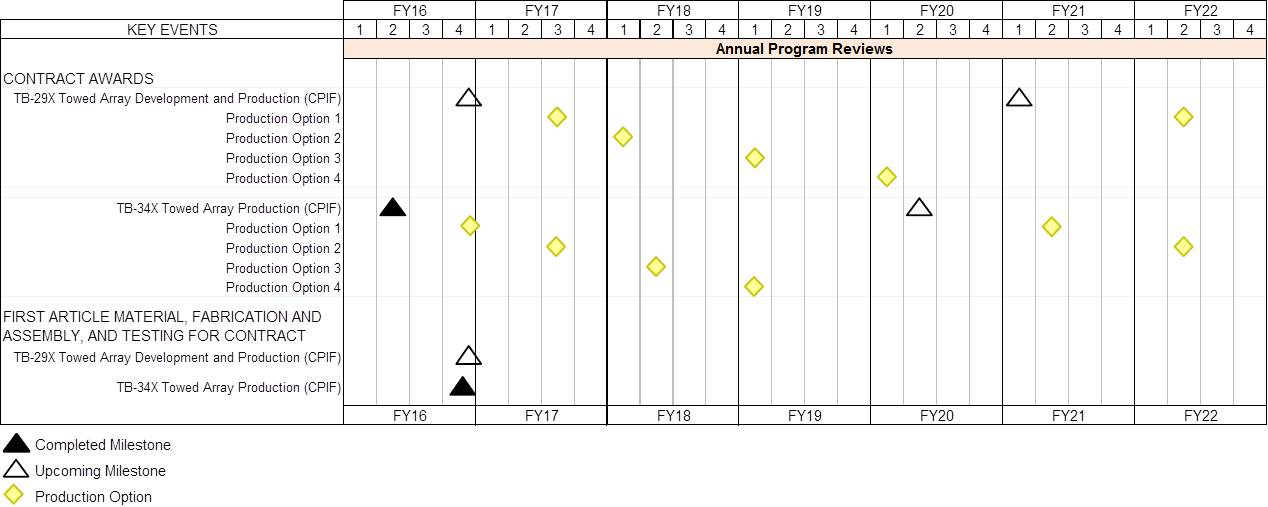 FY16 FY17 FY18 FY19 FY20 FY21 FY22
KEY EVENTS 1 2 3 4 1 2 3 4 1 2 3 4 1 2 3 4 1 2 3 4 1 2 3 4 1 2 3 4
Annual Program Reviews
CONTRACT AWARDS
TB-29X Towed Array Development and Production (CPIF)
Production Option 1
Production Option 2
Production Option 3
Production Option 4
TB-34X Towed Array Production (CPIF)
Production Option 1
Production Option 2
Production Option 3
Production Option 4
FIRST ARTICLE MATERIAL, FABRICATION AND
ASSEMBLY, AND TESTING FOR CONTRACT
TB-29X Towed Array Development and Production (CPIF)
TB-34X Towed Array Production (CPIF)
FY16 FY17 FY18 FY19 FY20 FY21 FY22
Completed Milestone
Upcoming Milestone
Production Option